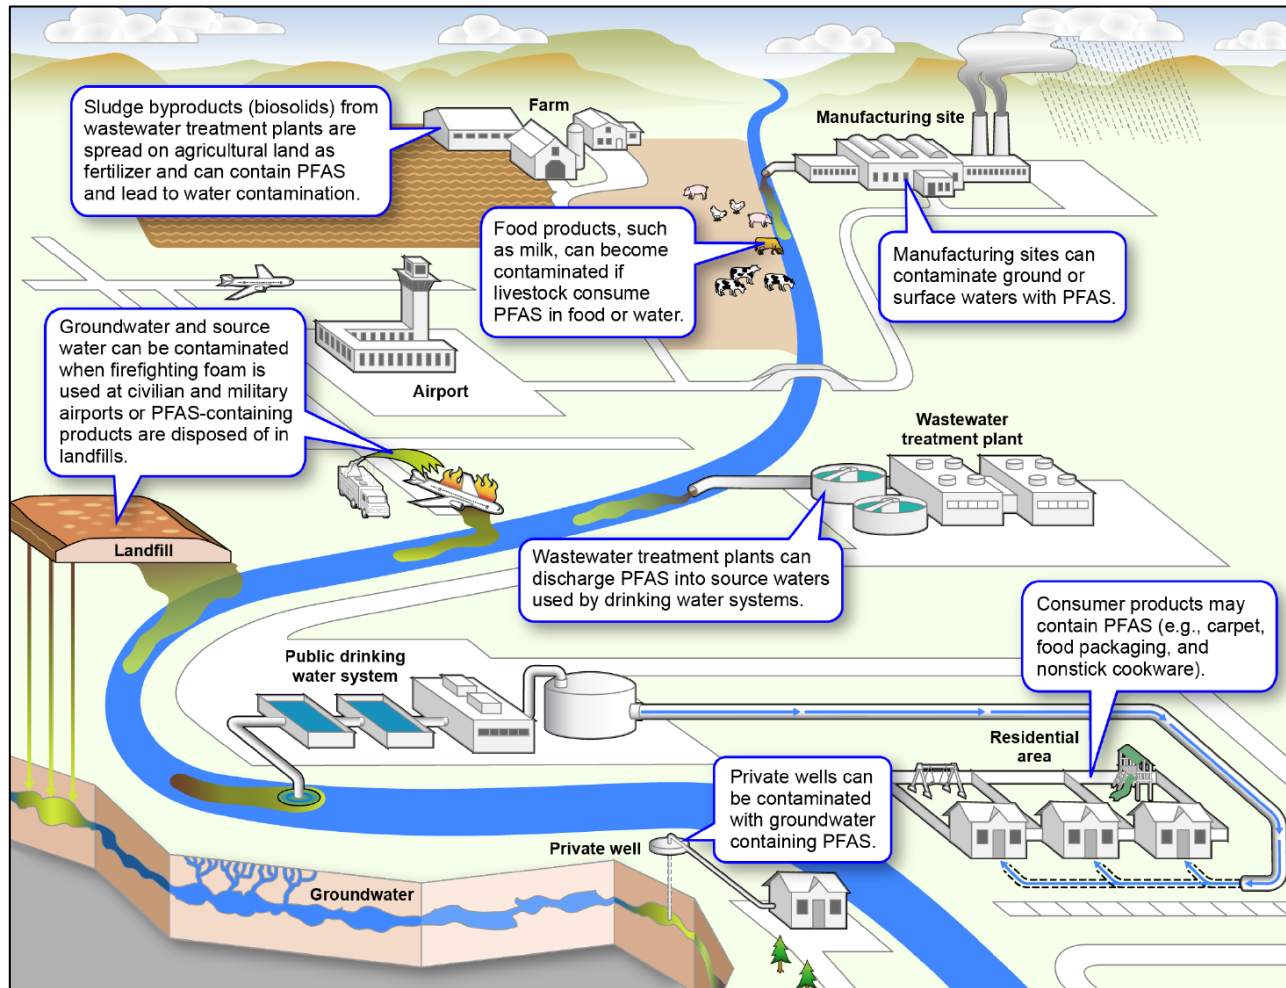 Sludge byproducts (biosolids) from
wastewater treatment plants are
spread on agricultural land as
fertilizer and can contain PFAS
and lead to water contamination.
Farm
Manufacturing site
Food products, such
as milk, can become
contaminated if
livestock consume
PFAS in food or water.
Manufacturing sites can
contaminate ground or
surface waters with PFAS.
Groundwater and source
water can be contaminated
when firefighting foam is
used at civilian and military
airports or PFAS-containing
products are disposed of in
landfills.
Airport
Wastewater
treatment plant
Landfill
Wastewater treatment plants can
discharge PFAS into source waters
used by drinking water systems.
Consumer products may
contain PFAS (e.g., carpet,
food packaging, and
nonstick cookware).
Public drinking
water system
Residential
area
Private wells can
be contaminated
with groundwater
containing PFAS.
Private well
Groundwater